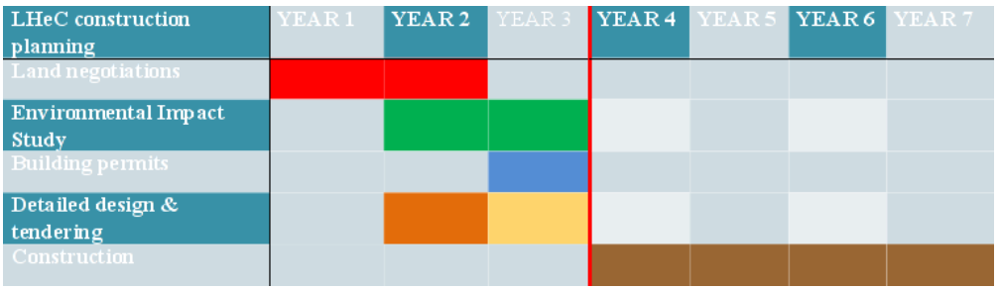 LHeC construction planning YEAR 1 YEAR 2 YEAR 3 YEAR 4 YEAR 5 YEAR 6 YEAR 7
Land negotiations
Environmental Impact
Study
Building permits
Detailed design &
tendering
Construction